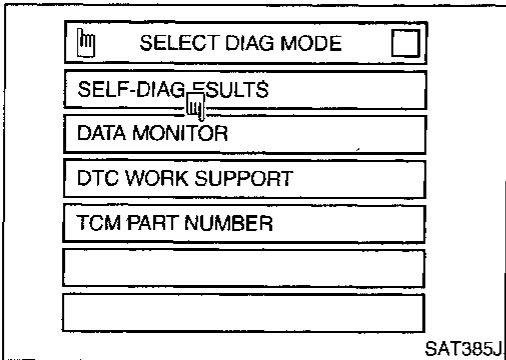 SELECT DIAG MODE
SELF-DIAG ESULTS
DATA MONITOR
DTC WORK SUPPORT
TCM PART NUMBER
SAT385J